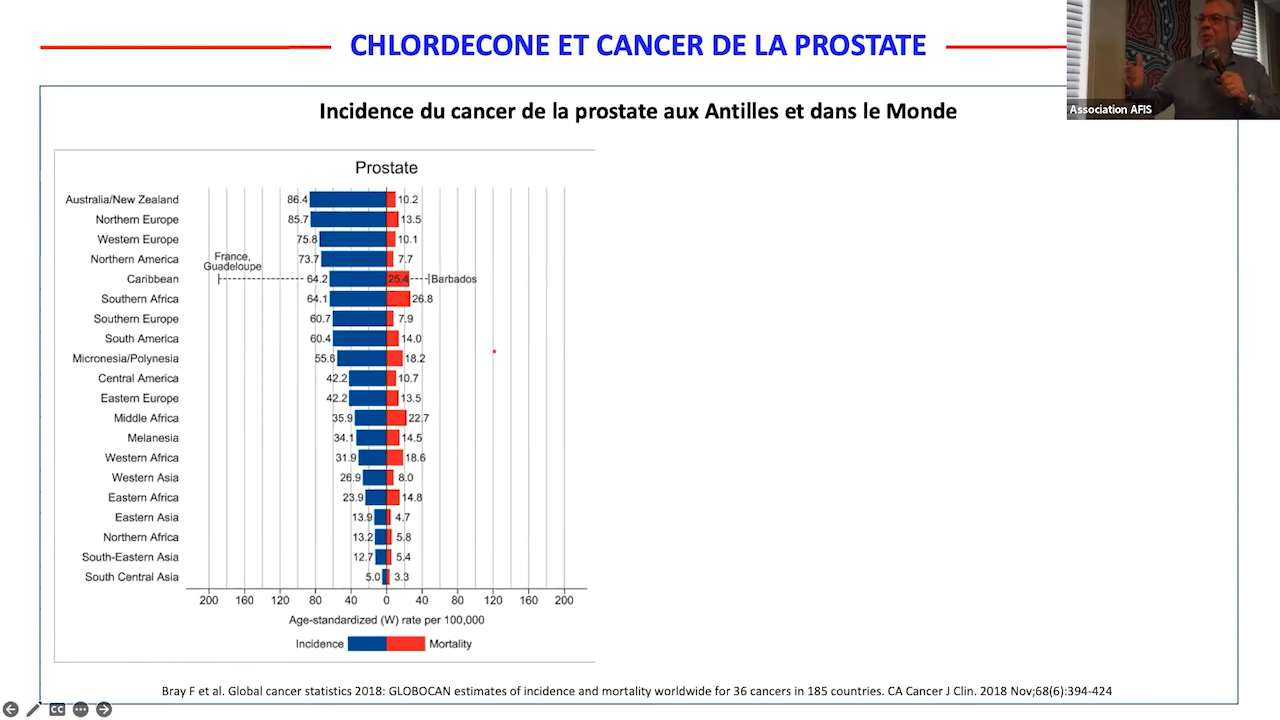 CHLORDECONE ET CANCER DE LA PROSTATE
Association AFIS
Incidence du cancer de la prostate aux Antilles et dans le Monde
Prostate
Australia/New Zealand 86.4 10.2
Northern Europe 85.7 13.5
Western Europe 75.8 10.1
Northern America 73.7 7.7
France,
Guadeloupe
Caribbean 64.2 25.4 Barbados
Southern Africa 64.1 26.8
Southern Europe 60.7 7.9
South America 60.4 14.0
Micronesia/Polynesia 55.6 18.2
Central America 42.2 10.7
Eastern Europe 42.2 13.5
Middle Africa 35.9 22.7
Melanesia 34.1 14.5
Western Africa 31.9 18.6
Western Asia 26.9 8.0
Eastern Africa 23.9 14.8
Eastern Asia 13.9 4.7
Northern Africa 13.2 5.8
South-Eastern Asia 12.7 5.4
South Central Asia 5.0 3.3
200 160 120 80 40 0 40 80 120 160 200
Age-standardized (W) rate per 100,000
Incidence Mortality
Bray F et al. Global cancer statistics 2018: GLOBOCAN estimates of incidence and mortality worldwide for 36 cancers in 185 countries. CA Cancer J Clin. 2018 Nov;68(6):394-424
CC